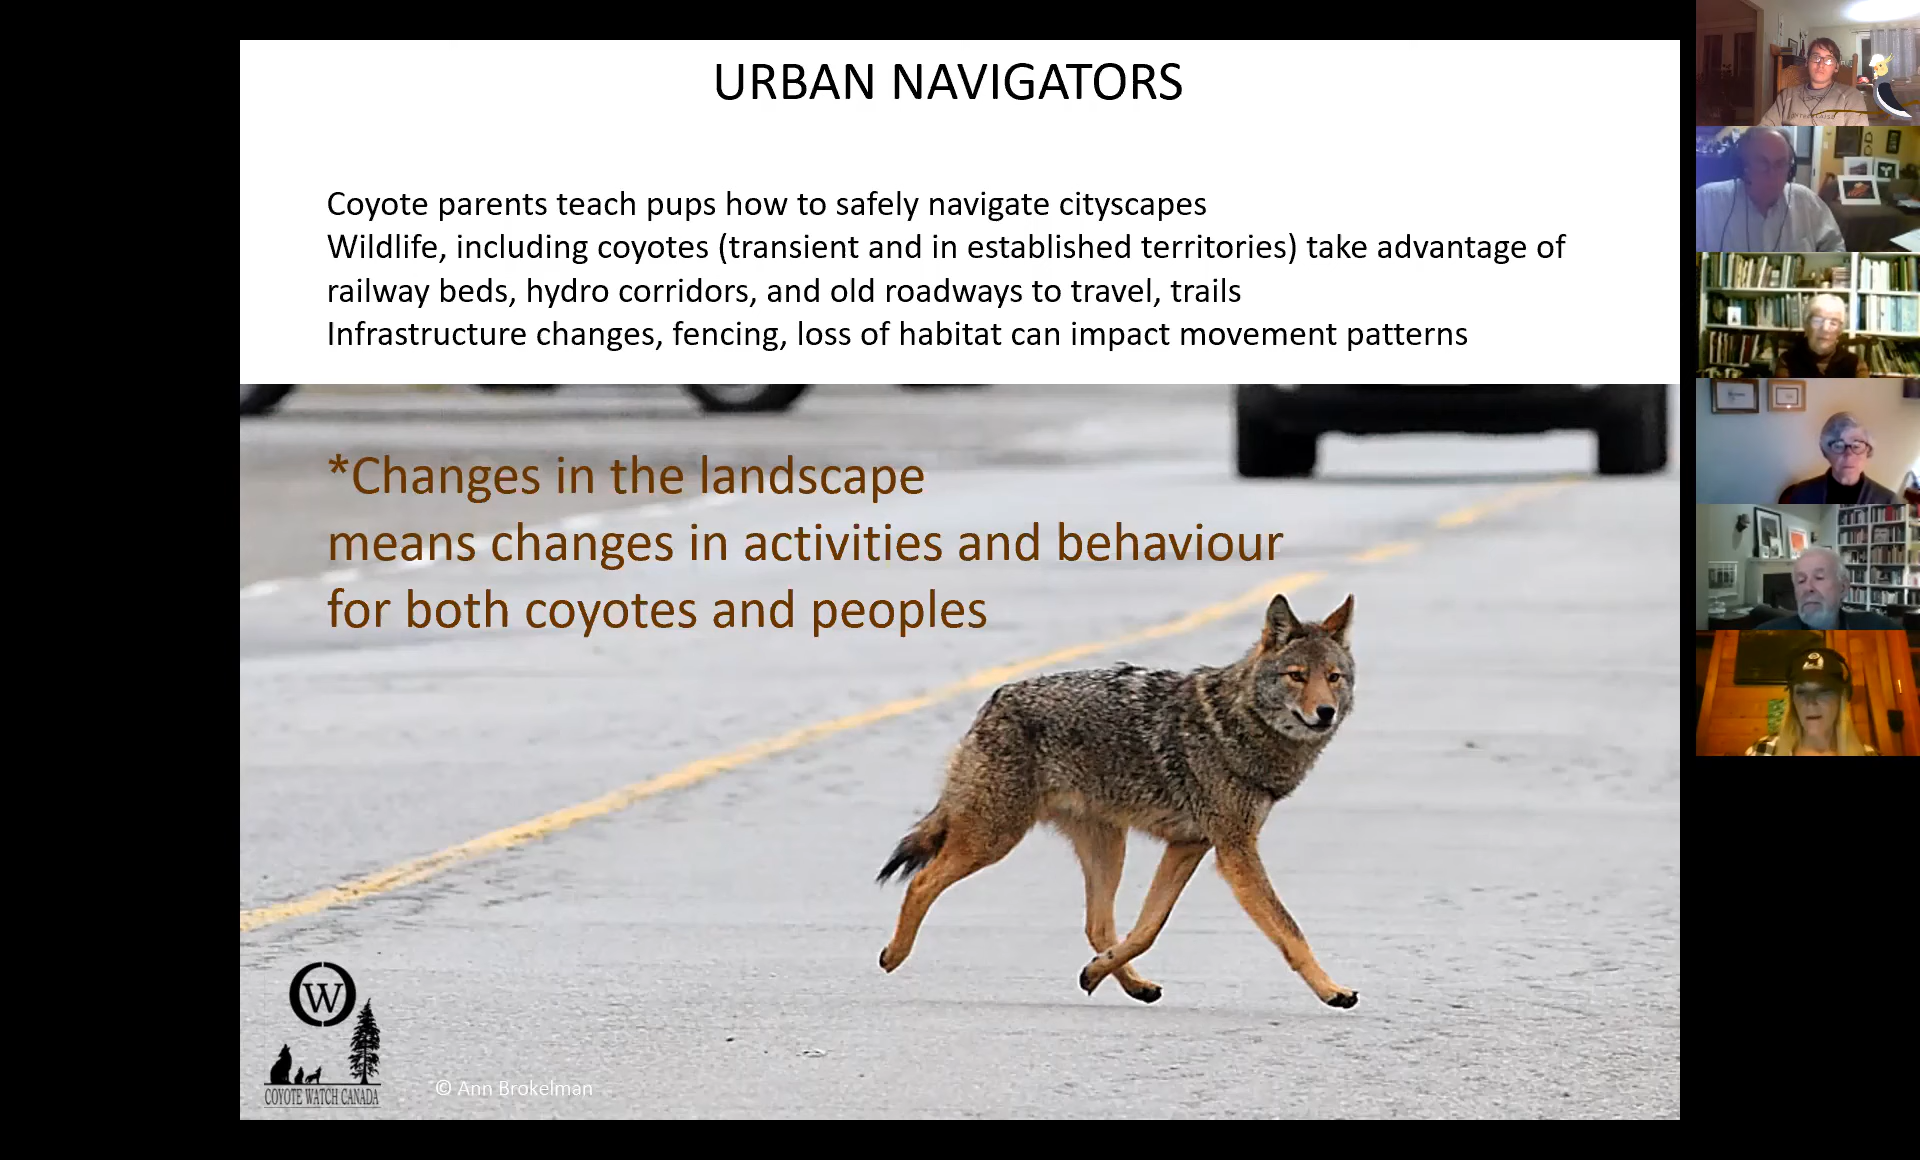 URBAN NAVIGATORS
Coyote parents teach pups how to safely navigate cityscapes
Wildlife, including coyotes (transient and in established territories) take advantage of
railway beds, hydro corridors, and old roadways to travel, trails
Infrastructure changes, fencing, loss of habitat can impact movement patterns
*Changes in the landscape
means changes in activities and behaviour
for both coyotes and peoples
W
COYOTE WATCH CANADA
© Ann Brokelman